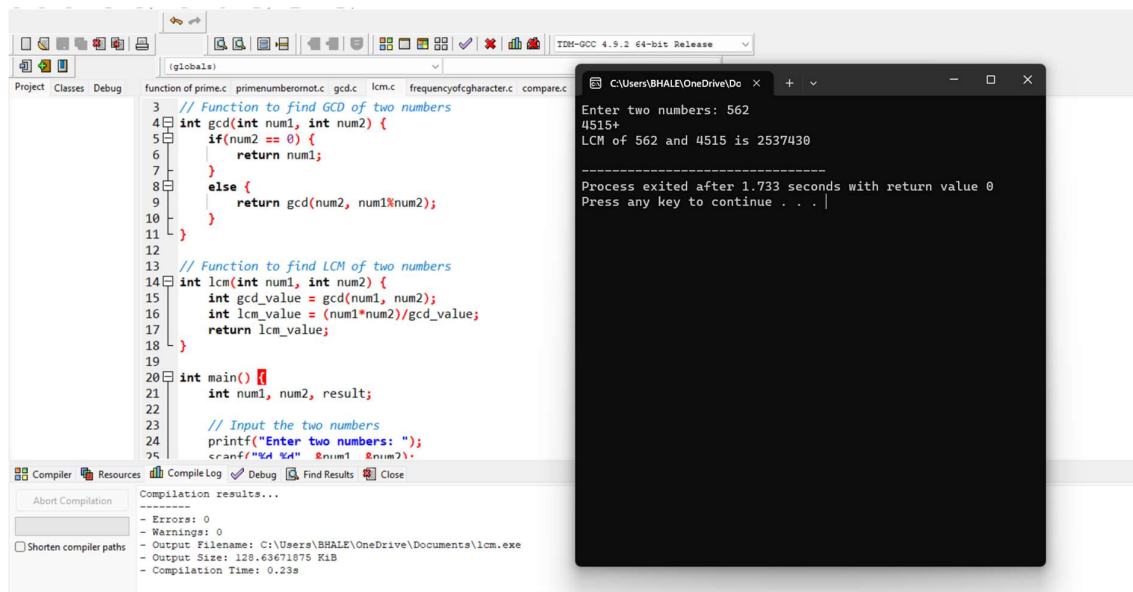 TDM-GCC 4.9.2 64-bit Release
(globals)
Project Classes Debug
function of prime.c primenumberornot.c gcd.c lcm.c frequencyofcgharacter.c compare.c
3 // Function to find GCD of two numbers
4 int gcd(int num1, int num2) {
5 if(num2 == 0) {
6 return num1;
7 }
8 else {
9 return gcd(num2, num1%num2);
10 }
11 }
12
13 // Function to find LCM of two numbers
14 int lcm(int num1, int num2) {
15 int gcd_value = gcd(num1, num2);
16 int lcm_value = (num1*num2)/gcd_value;
17 return lcm_value;
18 }
19
20 int main() {
21 int num1, num2, result;
22
23 // Input the two numbers
24 printf("Enter two numbers: ");
25 scanf("%d %d", &num1, &num2);
C:\Users\BHALE\OneDrive\Do
Enter two numbers: 562
4515+
LCM of 562 and 4515 is 2537430
--------------------------------
Process exited after 1.733 seconds with return value 0
Press any key to continue . . .
Compiler Resources Compile Log Debug Find Results Close
Abort Compilation
Shorten compiler paths
Compilation results...
--------
- Errors: 0
- Warnings: 0
- Output Filename: C:\Users\BHALE\OneDrive\Documents\lcm.exe
- Output Size: 128.63671875 KiB
- Compilation Time: 0.23s